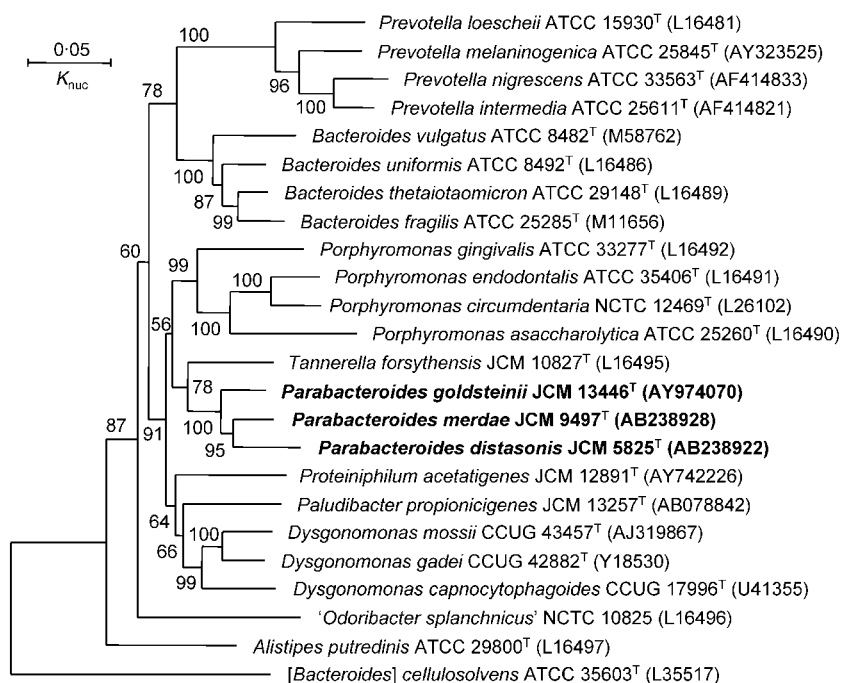 0·05
K nuc
100
Prevotella loescheii ATCC 15930ᵀ (L16481)
Prevotella melaninogenica ATCC 25845ᵀ (AY323525)
96
Prevotella nigrescens ATCC 33563ᵀ (AF414833)
100
Prevotella intermedia ATCC 25611ᵀ (AF414821)
78
Bacteroides vulgatus ATCC 8482ᵀ (M58762)
100
Bacteroides uniformis ATCC 8492ᵀ (L16486)
87
Bacteroides thetaiotaomicron ATCC 29148ᵀ (L16489)
99
Bacteroides fragilis ATCC 25285ᵀ (M11656)
60
Porphyromonas gingivalis ATCC 33277ᵀ (L16492)
99
Porphyromonas endodontalis ATCC 35406ᵀ (L16491)
100
Porphyromonas circumdentaria NCTC 12469ᵀ (L26102)
100
Porphyromonas asaccharolytica ATCC 25260ᵀ (L16490)
56
Tannerella forsythensis JCM 10827ᵀ (L16495)
78
Parabacteroides goldsteinii JCM 13446ᵀ (AY974070)
100
Parabacteroides merdae JCM 9497ᵀ (AB238928)
95
Parabacteroides distasonis JCM 5825ᵀ (AB238922)
87
91
Proteiniphilum acetatigenes JCM 12891ᵀ (AY742226)
64
Paludibacter propionicigenes JCM 13257ᵀ (AB078842)
66
100
Dysgonomonas mossii CCUG 43457ᵀ (AJ319867)
Dysgonomonas gadei CCUG 42882ᵀ (Y18530)
99
Dysgonomonas capnocytophagoides CCUG 17996ᵀ (U41355)
'Odoribacter splanchnicus' NCTC 10825 (L16496)
Alistipes putredinis ATCC 29800ᵀ (L16497)
[Bacteroides] cellulosolvens ATCC 35603ᵀ (L35517)